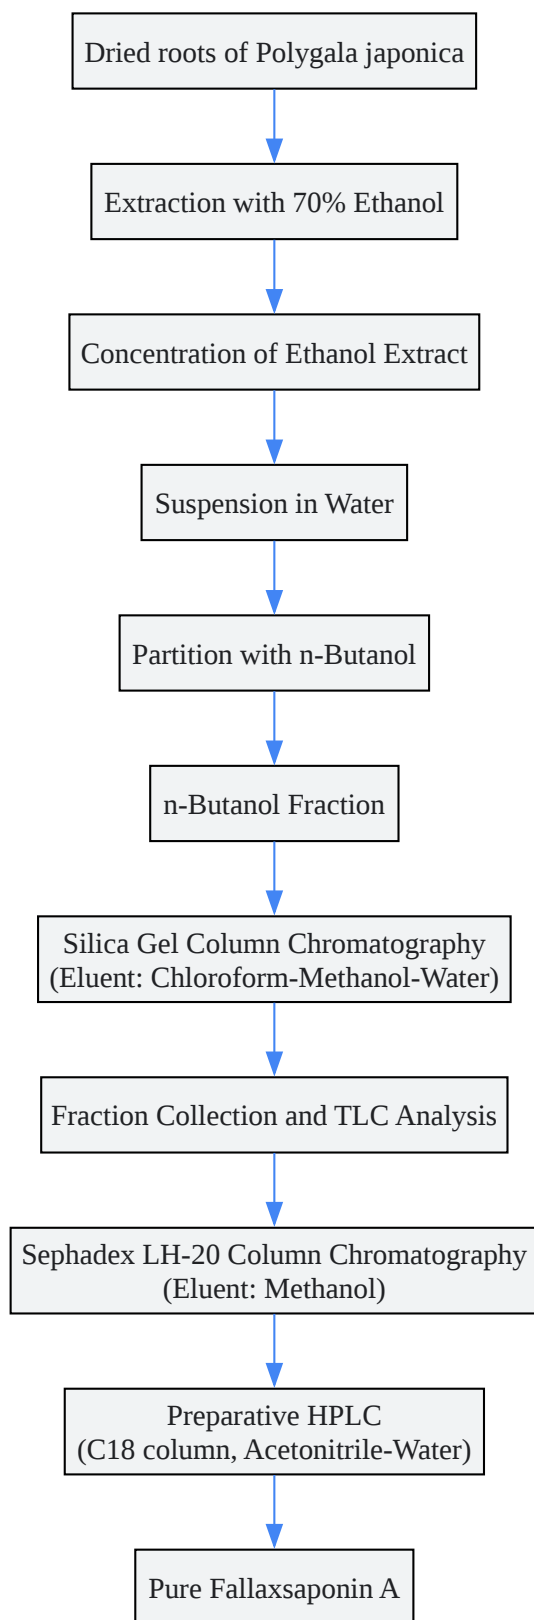 Dried roots of Polygala japonica
Extraction with 70% Ethanol
Concentration of Ethanol Extract
Suspension in Water
Partition with n-Butanol
n-Butanol Fraction
Silica Gel Column Chromatography
(Eluent: Chloroform-Methanol-Water)
Fraction Collection and TLC Analysis
Sephadex LH-20 Column Chromatography
(Eluent: Methanol)
Preparative HPLC
(C18 column, Acetonitrile-Water)
Pure Fallaxsaponin A